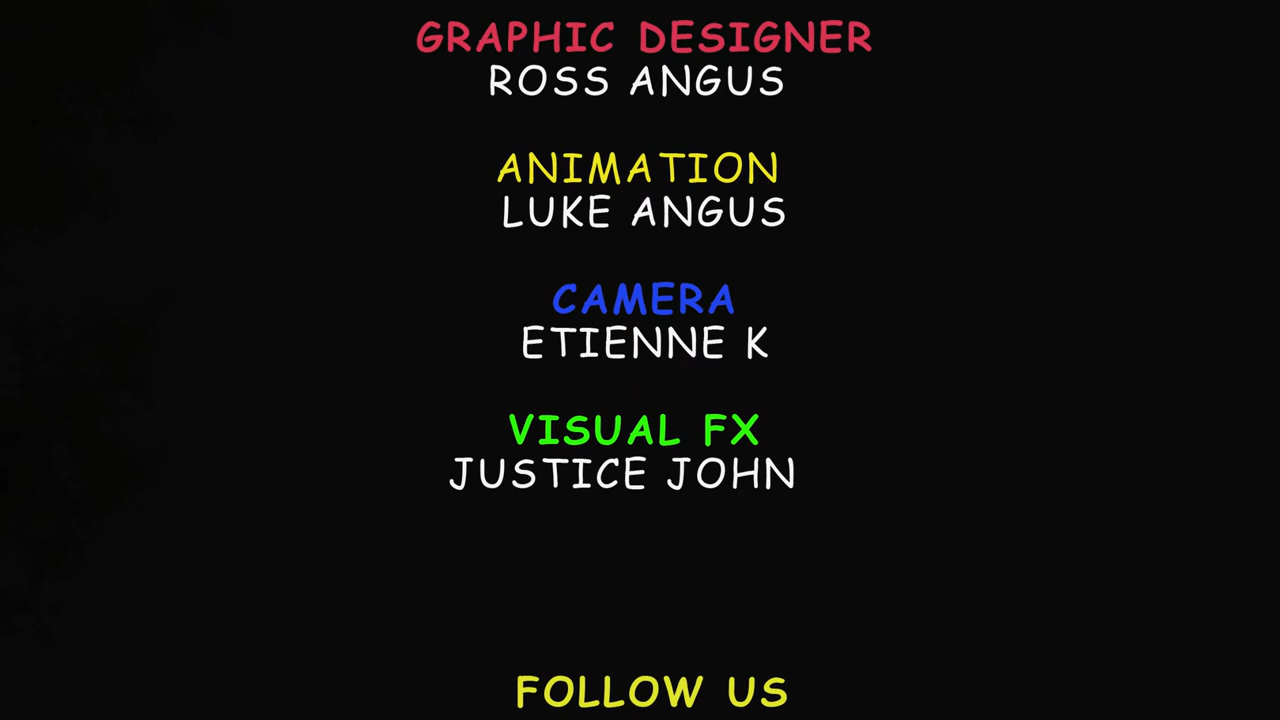 GRAPHIC DESIGNER
ROSS ANGUS
ANIMATION
LUKE ANGUS
CAMERA
ETIENNE K
VISUAL FX
JUSTICE JOHN
FOLLOW US